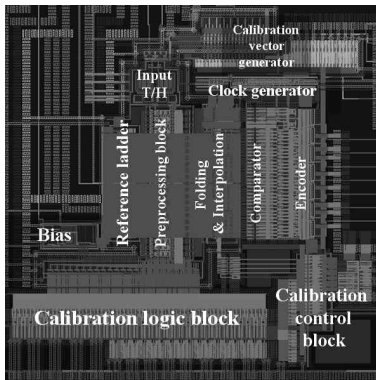 Calibration
vector
generator
Input
T/H
Clock generator
Reference ladder
Preprocessing block
Folding
& Interpolation
Comparator
Encoder
Bias
Calibration logic block
Calibration
control
block